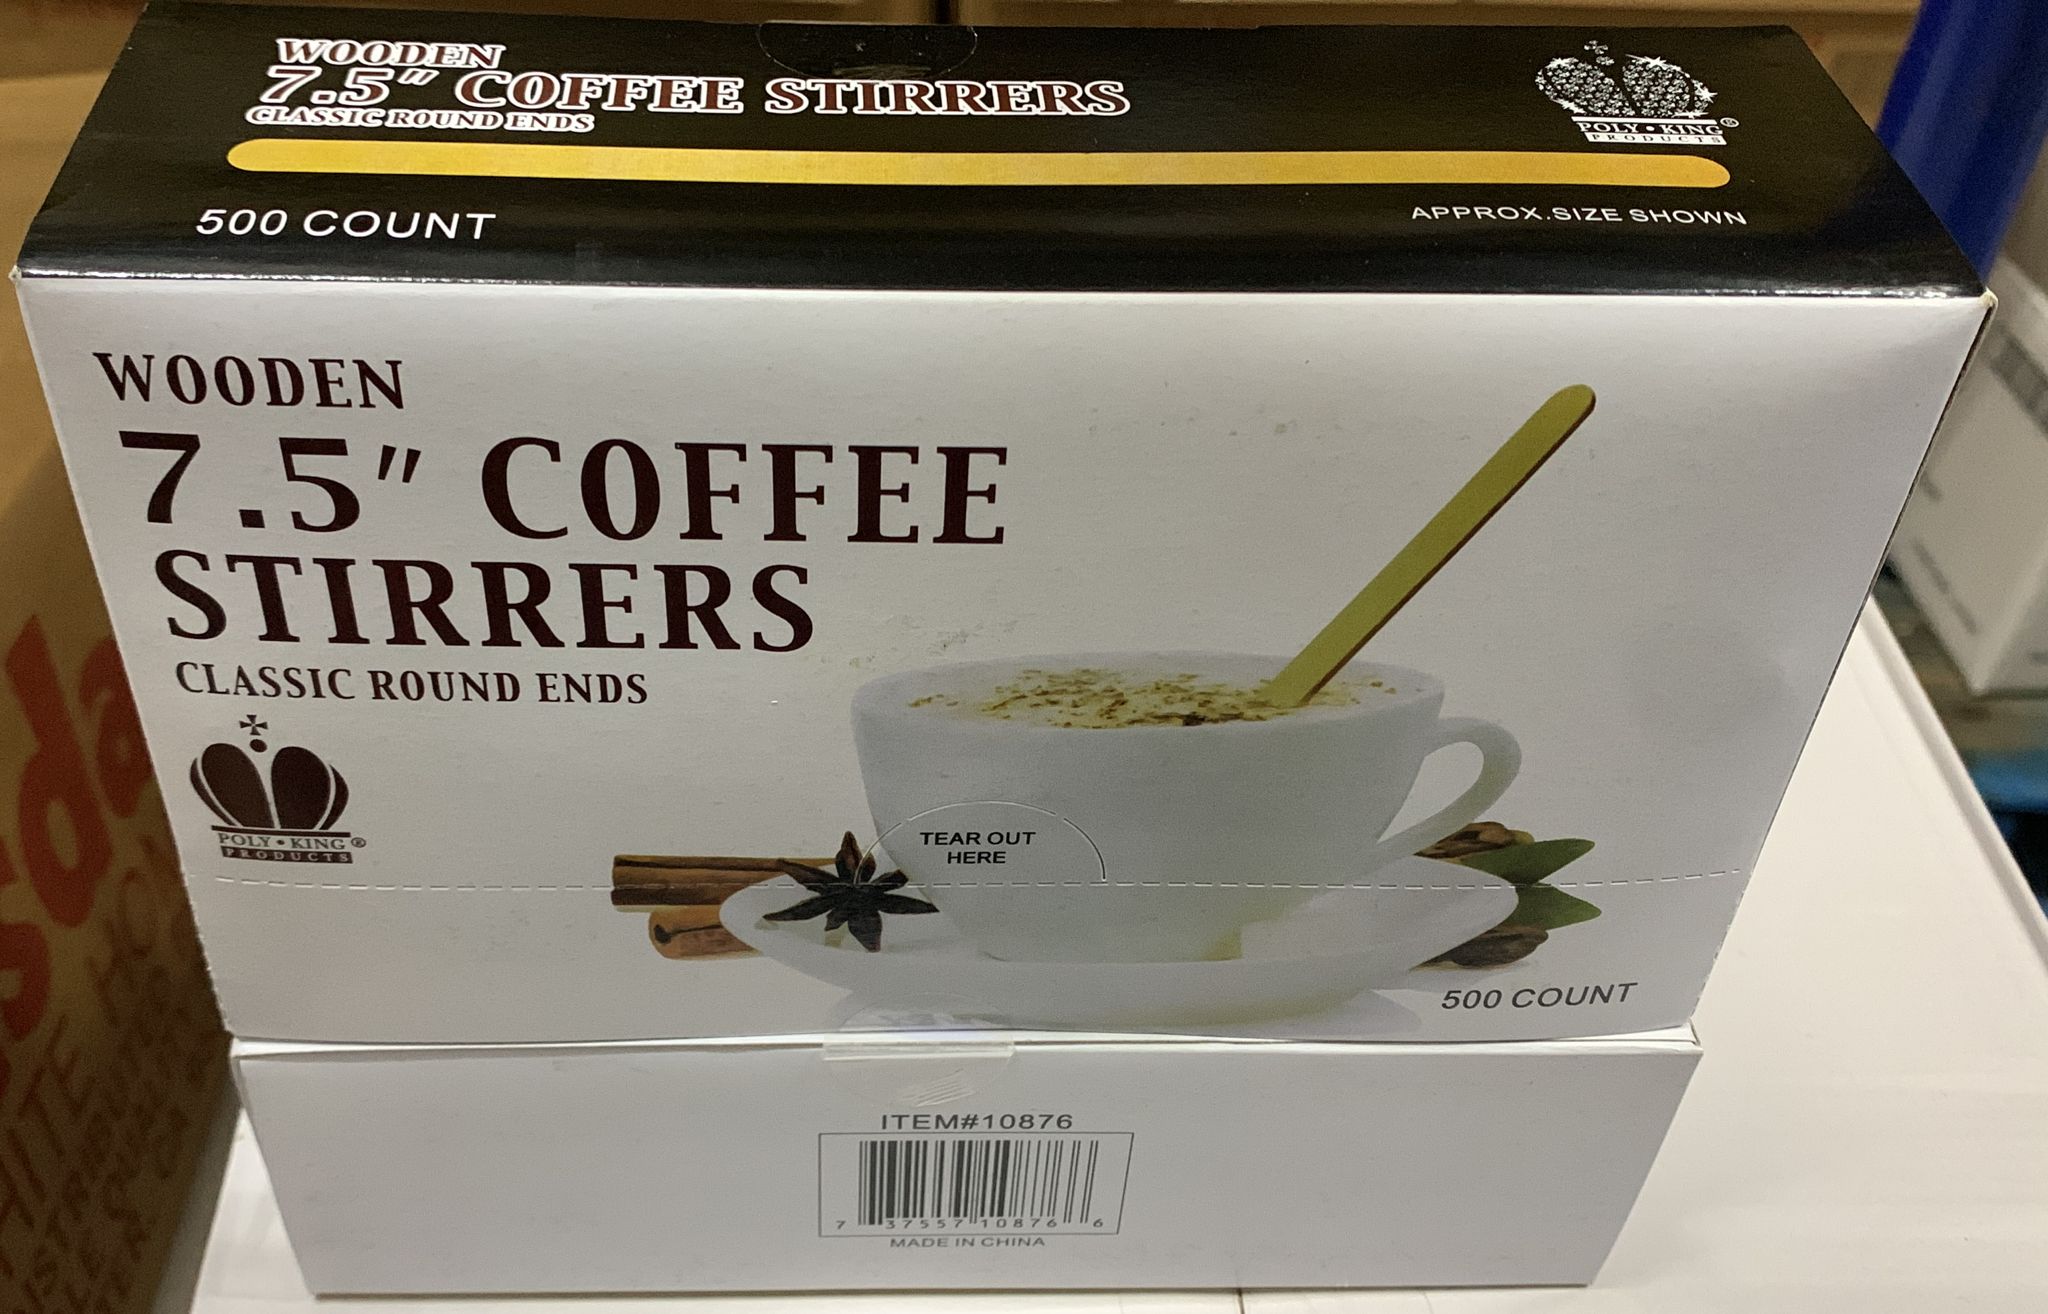 WOODEN
7.5" COFFEE STIRRERS
CLASSIC ROUND ENDS
POLY • KING®
PRODUCTS
500 COUNT
APPROX.SIZE SHOWN
WOODEN
7.5" COFFEE
STIRRERS
CLASSIC ROUND ENDS
POLY • KING®
PRODUCTS
TEAR OUT
HERE
500 COUNT
ITEM#10876
7 37557 10876 6
MADE IN CHINA